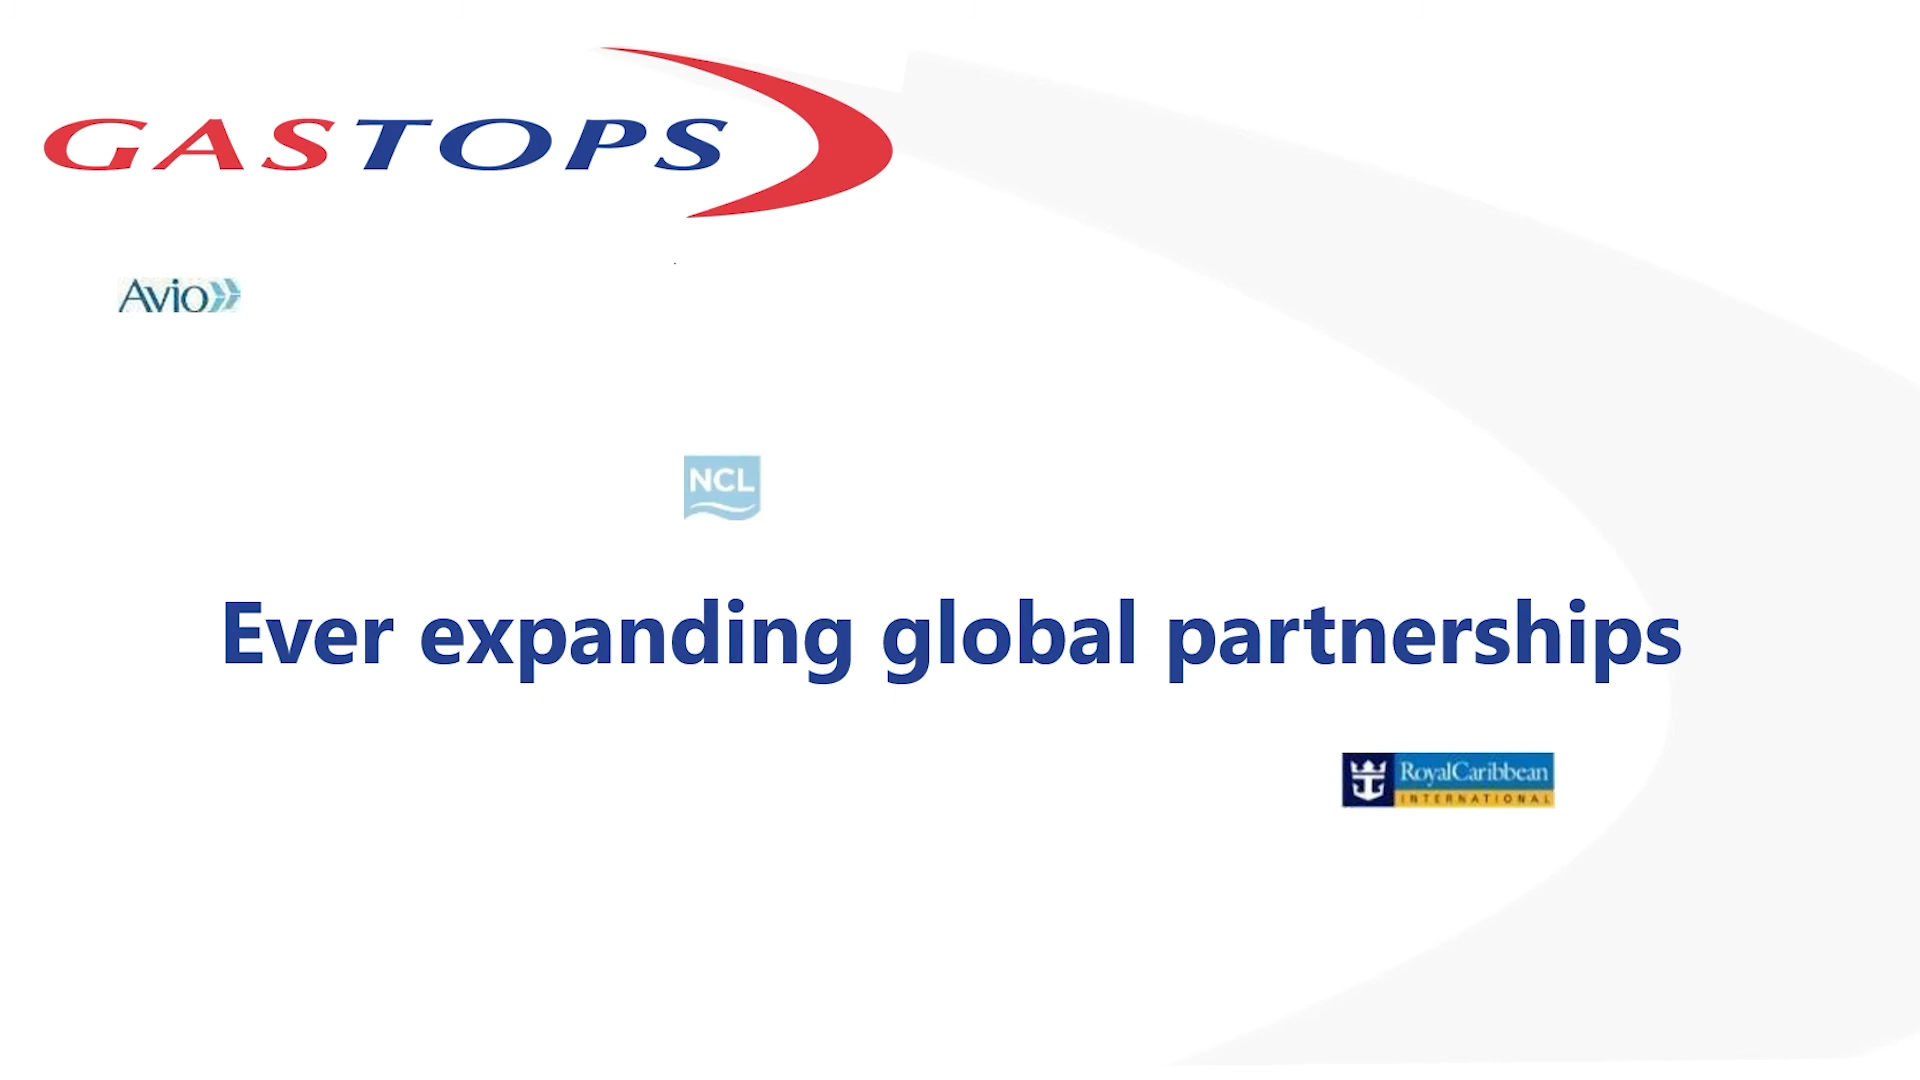 GASTOPS
Avio
NCL
Ever expanding global partnerships
RoyalCaribbean
INTERNATIONAL